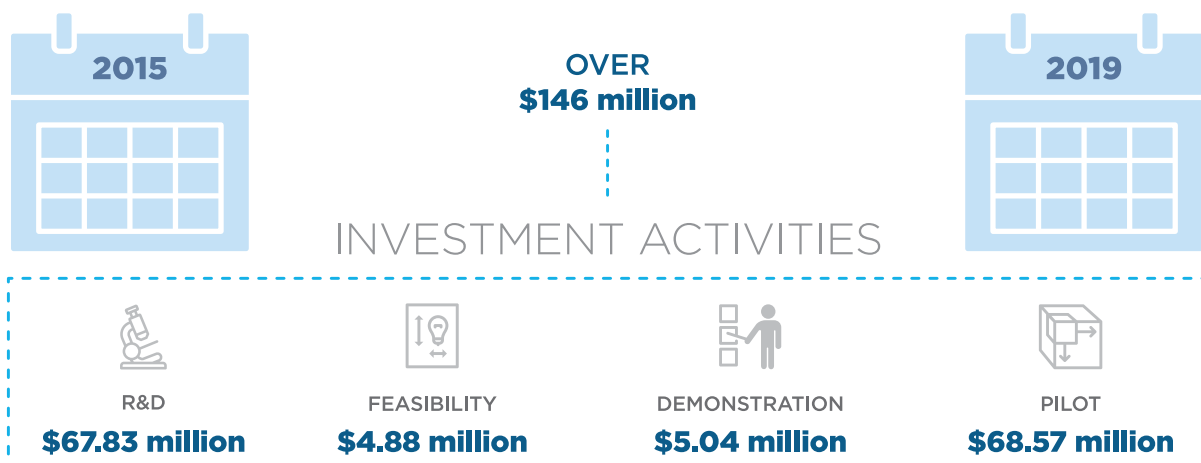 2015
OVER
$146 million
2019
INVESTMENT ACTIVITIES
R&D
$67.83 million
FEASIBILITY
$4.88 million
DEMONSTRATION
$5.04 million
PILOT
$68.57 million